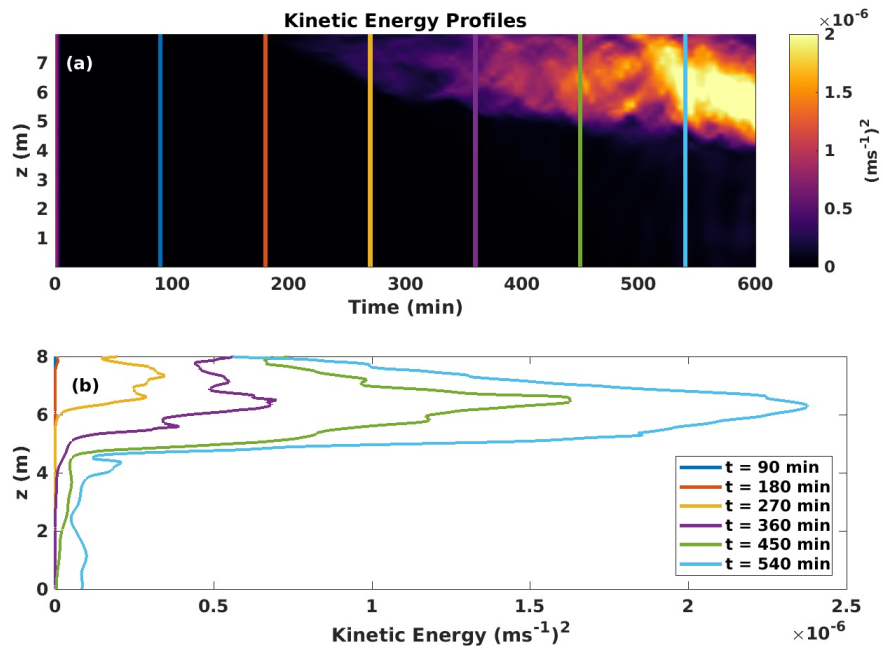 Kinetic Energy Profiles
×10⁻⁶
(a)
z (m)
7
6
5
4
3
2
1
0
100
200
300
400
500
600
Time (min)
2
1.5
1
0.5
0
(ms⁻¹)²
(b)
z (m)
8
6
4
2
0
t = 90 min
t = 180 min
t = 270 min
t = 360 min
t = 450 min
t = 540 min
0
0.5
1
1.5
2
2.5
×10⁻⁶
Kinetic Energy (ms⁻¹)²